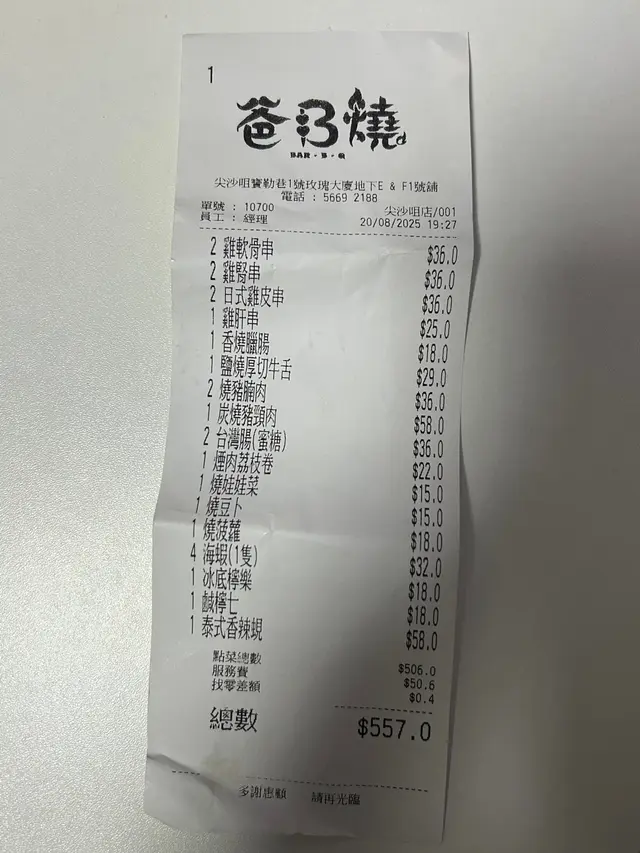 1
爸B燒
BAR·B·Q
尖沙咀寶勒巷1號玫瑰大廈地下E & F1號舖
電話 : 5669 2188
單號 : 10700 尖沙咀店/001
員工 : 經理 20/08/2025 19:27
2 雞軟骨串 $36.0
2 雞腎串 $36.0
2 日式雞皮串 $36.0
1 雞肝串 $25.0
1 香燒臘腸 $18.0
1 鹽燒厚切牛舌 $29.0
2 燒豬腩肉 $36.0
1 炭燒豬頸肉 $58.0
2 台灣腸(蜜糖) $36.0
1 煙肉荔枝卷 $22.0
1 燒娃娃菜 $15.0
1 燒豆卜 $15.0
1 燒菠蘿 $18.0
4 海蝦(1隻) $32.0
1 冰底檸樂 $18.0
1 鹹檸七 $18.0
1 泰式香辣蜆 $58.0
點菜總數 $506.0
服務費 $50.6
找零差額 $0.4
總數 $557.0
多謝惠顧 請再光臨